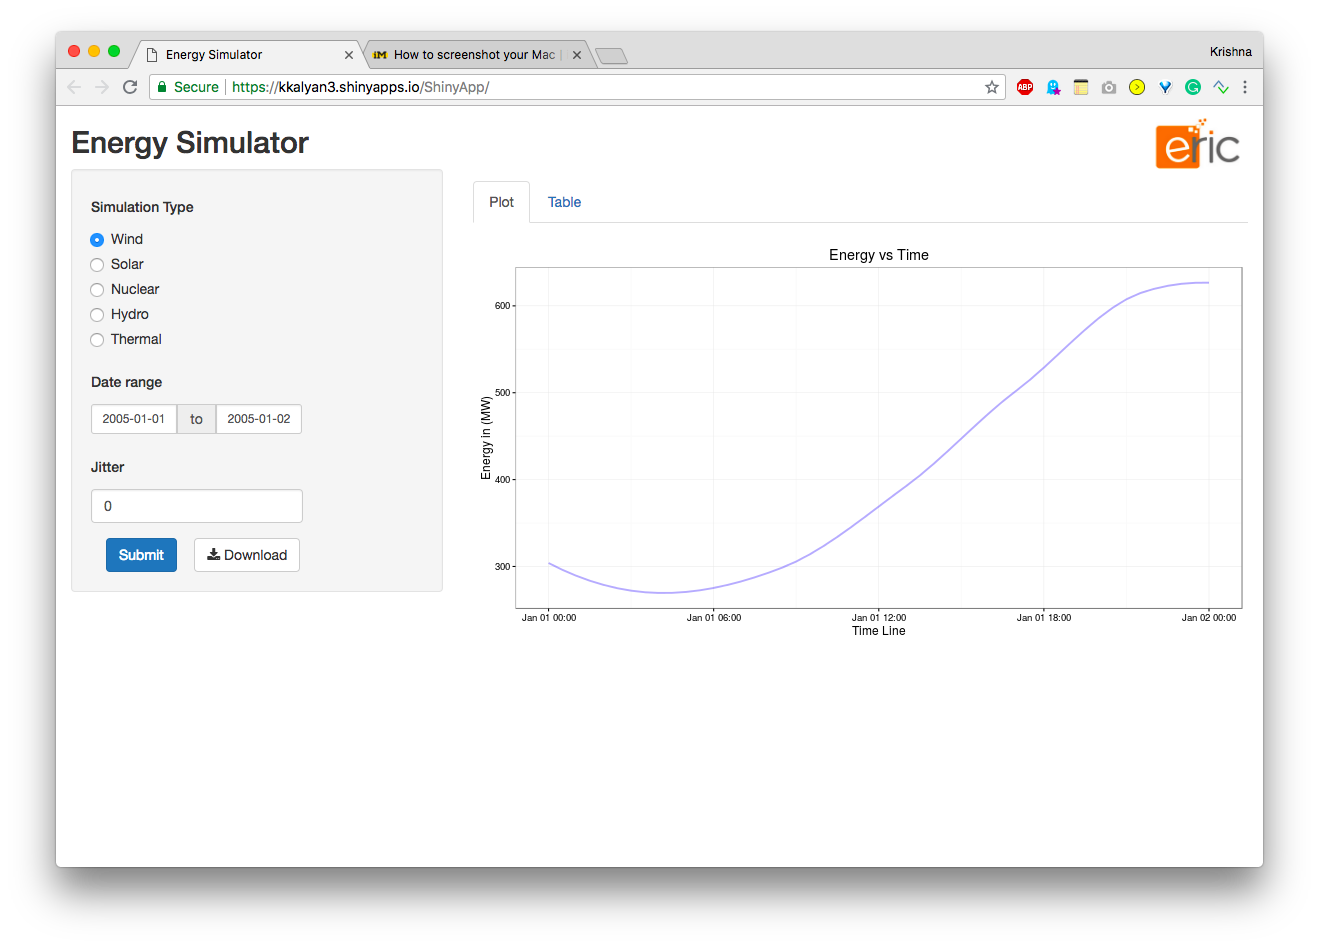 Energy Simulator
iM How to screenshot your Mac |
Krishna
Secure https://kkalyan3.shinyapps.io/ShinyApp/
ABP
G
Energy Simulator
eric
Simulation Type
Wind
Solar
Nuclear
Hydro
Thermal
Date range
2005-01-01 to 2005-01-02
Jitter
0
Submit Download
Plot Table
Energy vs Time
Energy in (MW)
600
500
400
300
Jan 01 00:00 Jan 01 06:00 Jan 01 12:00 Jan 01 18:00 Jan 02 00:00
Time Line